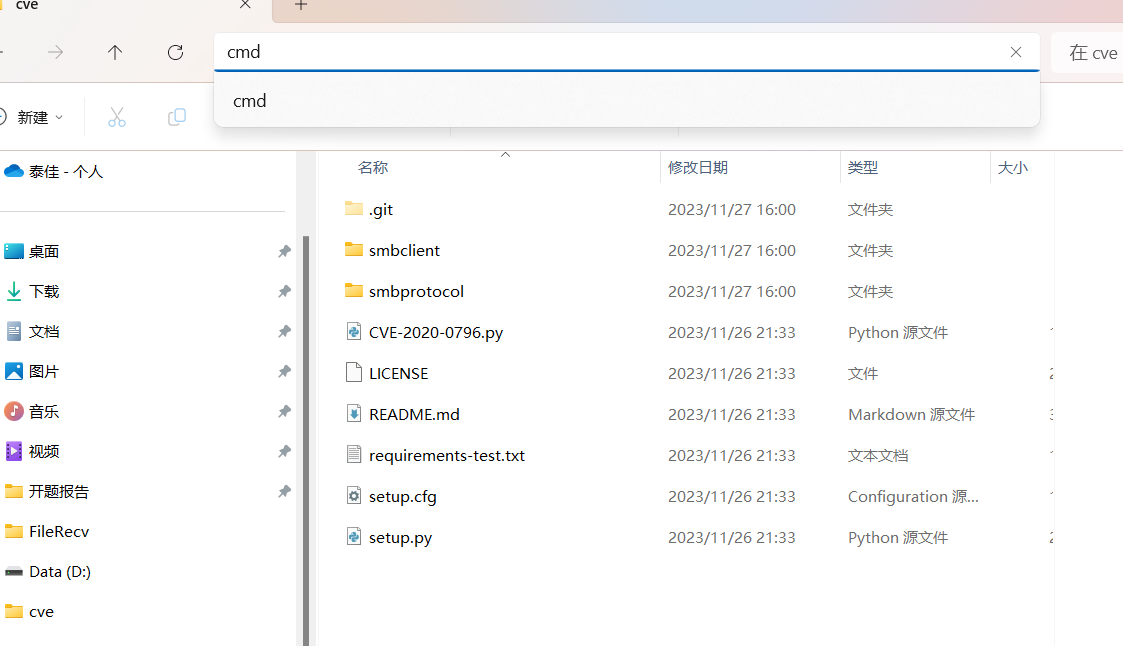 cve
cmd
在 cve
cmd
新建
泰佳 - 个人
桌面
下载
文档
图片
音乐
视频
开题报告
FileRecv
Data (D:)
cve
名称 修改日期 类型 大小
.git 2023/11/27 16:00 文件夹
smbclient 2023/11/27 16:00 文件夹
smbprotocol 2023/11/27 16:00 文件夹
CVE-2020-0796.py 2023/11/26 21:33 Python 源文件
LICENSE 2023/11/26 21:33 文件
README.md 2023/11/26 21:33 Markdown 源文件
requirements-test.txt 2023/11/26 21:33 文本文档
setup.cfg 2023/11/26 21:33 Configuration 源...
setup.py 2023/11/26 21:33 Python 源文件